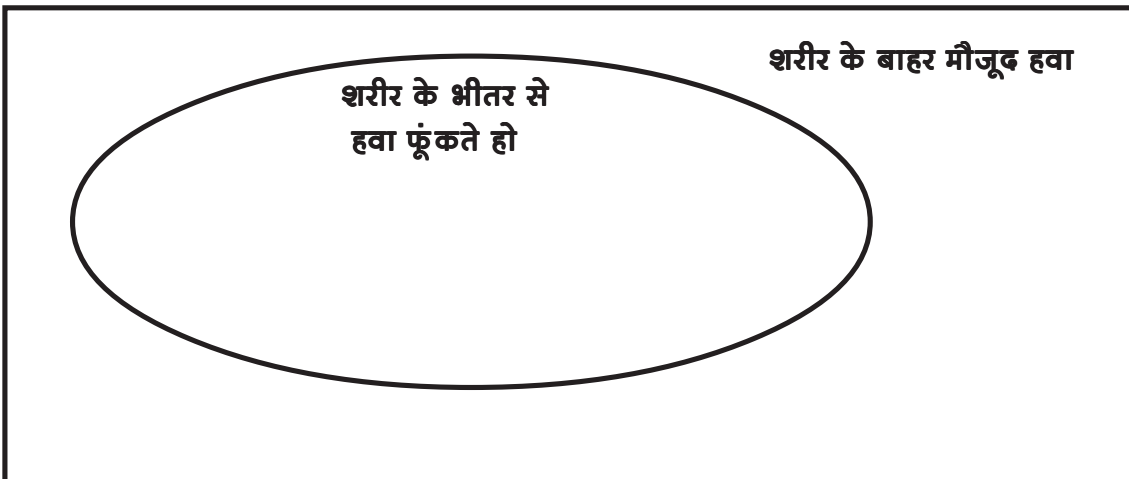 शरीर के बाहर मौजूद हवा
शरीर के भीतर से
हवा फूंकते हो